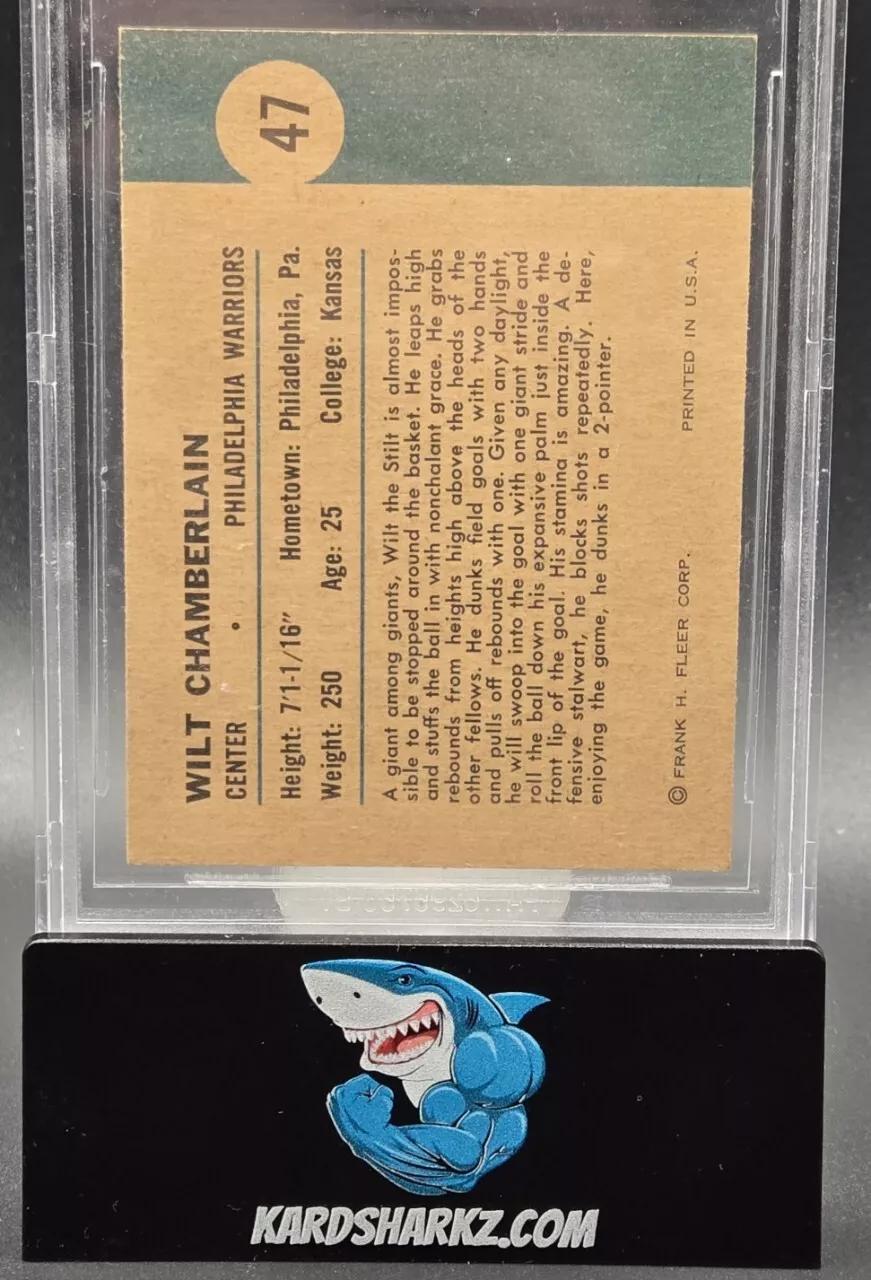 47
WILT CHAMBERLAIN
CENTER • PHILADELPHIA WARRIORS
Height: 7'1-1/16" Hometown: Philadelphia, Pa.
Weight: 250 Age: 25 College: Kansas
A giant among giants, Wilt the Stilt is almost impos-
sible to be stopped around the basket. He leaps high
and stuffs the ball in with nonchalant grace. He grabs
rebounds from heights high above the heads of the
other fellows. He dunks field goals with two hands
and pulls off rebounds with one. Given any daylight,
he will swoop into the goal with one giant stride and
roll the ball down his expansive palm just inside the
front lip of the goal. His stamina is amazing. A de-
fensive stalwart, he blocks shots repeatedly. Here,
enjoying the game, he dunks in a 2-pointer.
© FRANK H. FLEER CORP. PRINTED IN U.S.A.
KARDSHARKZ.COM